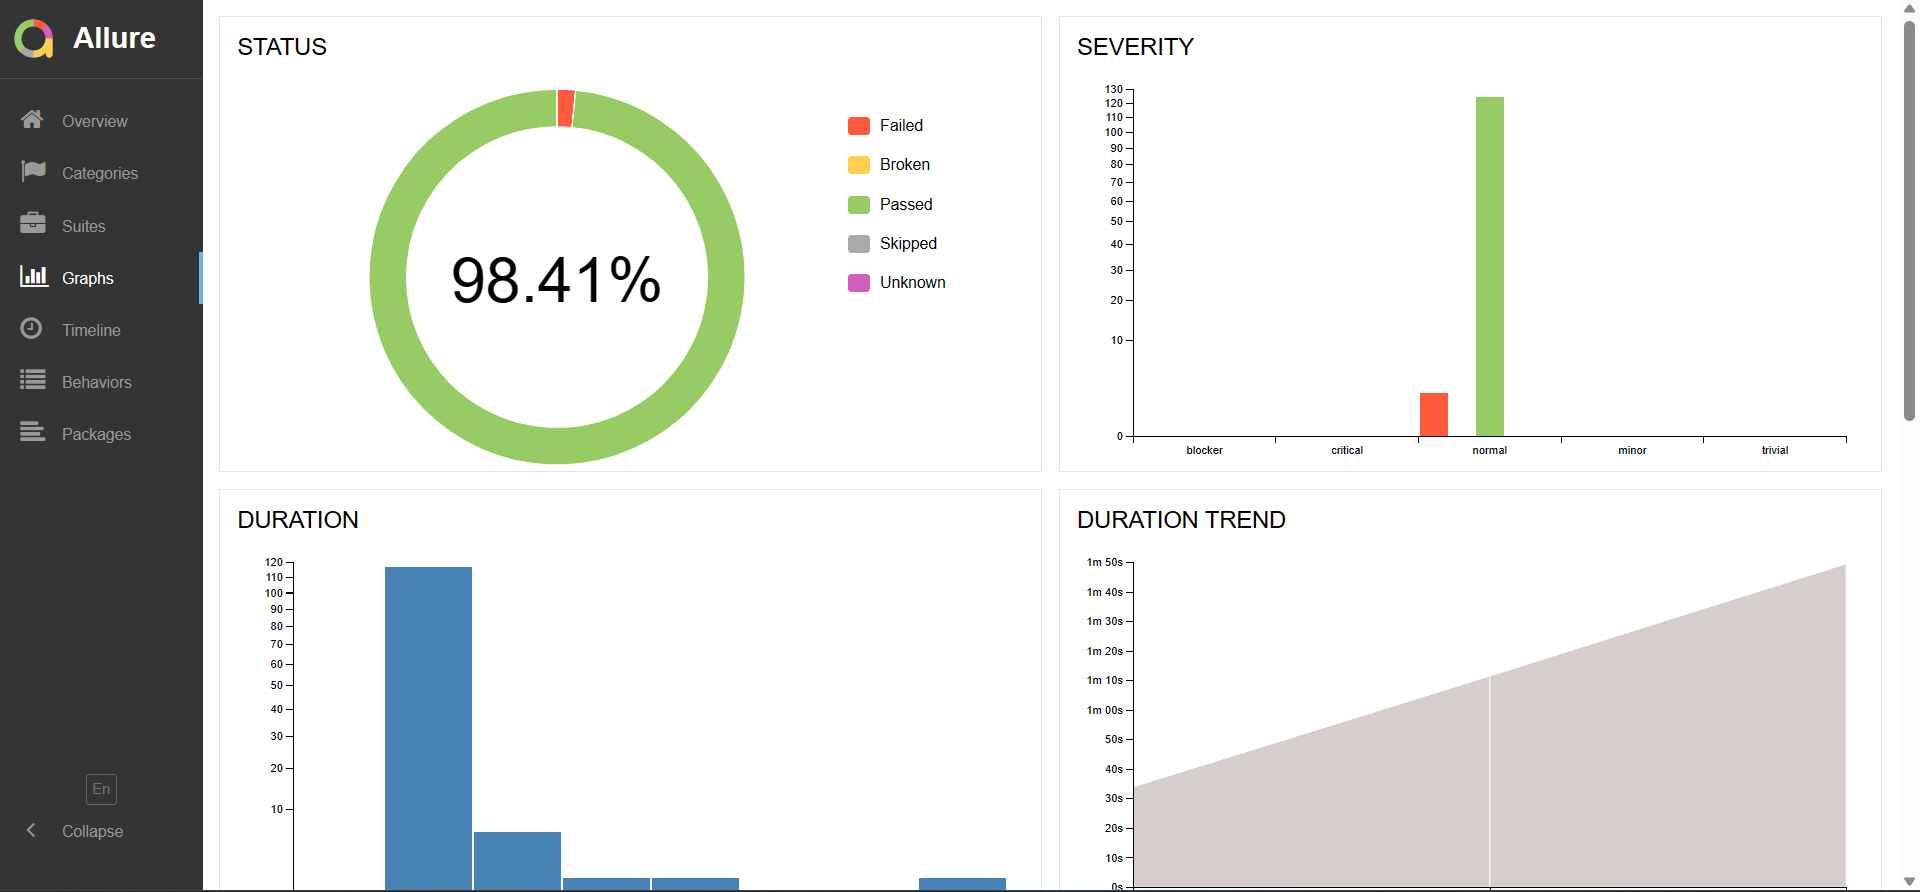 Allure
Overview
Categories
Suites
Graphs
Timeline
Behaviors
Packages
En
Collapse
STATUS
98.41%
Failed
Broken
Passed
Skipped
Unknown
SEVERITY
130
120
110
100
90
80
70
60
50
40
30
20
10
0
blocker critical normal minor trivial
DURATION
120
110
100
90
80
70
60
50
40
30
20
10
DURATION TREND
1m 50s
1m 40s
1m 30s
1m 20s
1m 10s
1m 00s
50s
40s
30s
20s
10s
0s